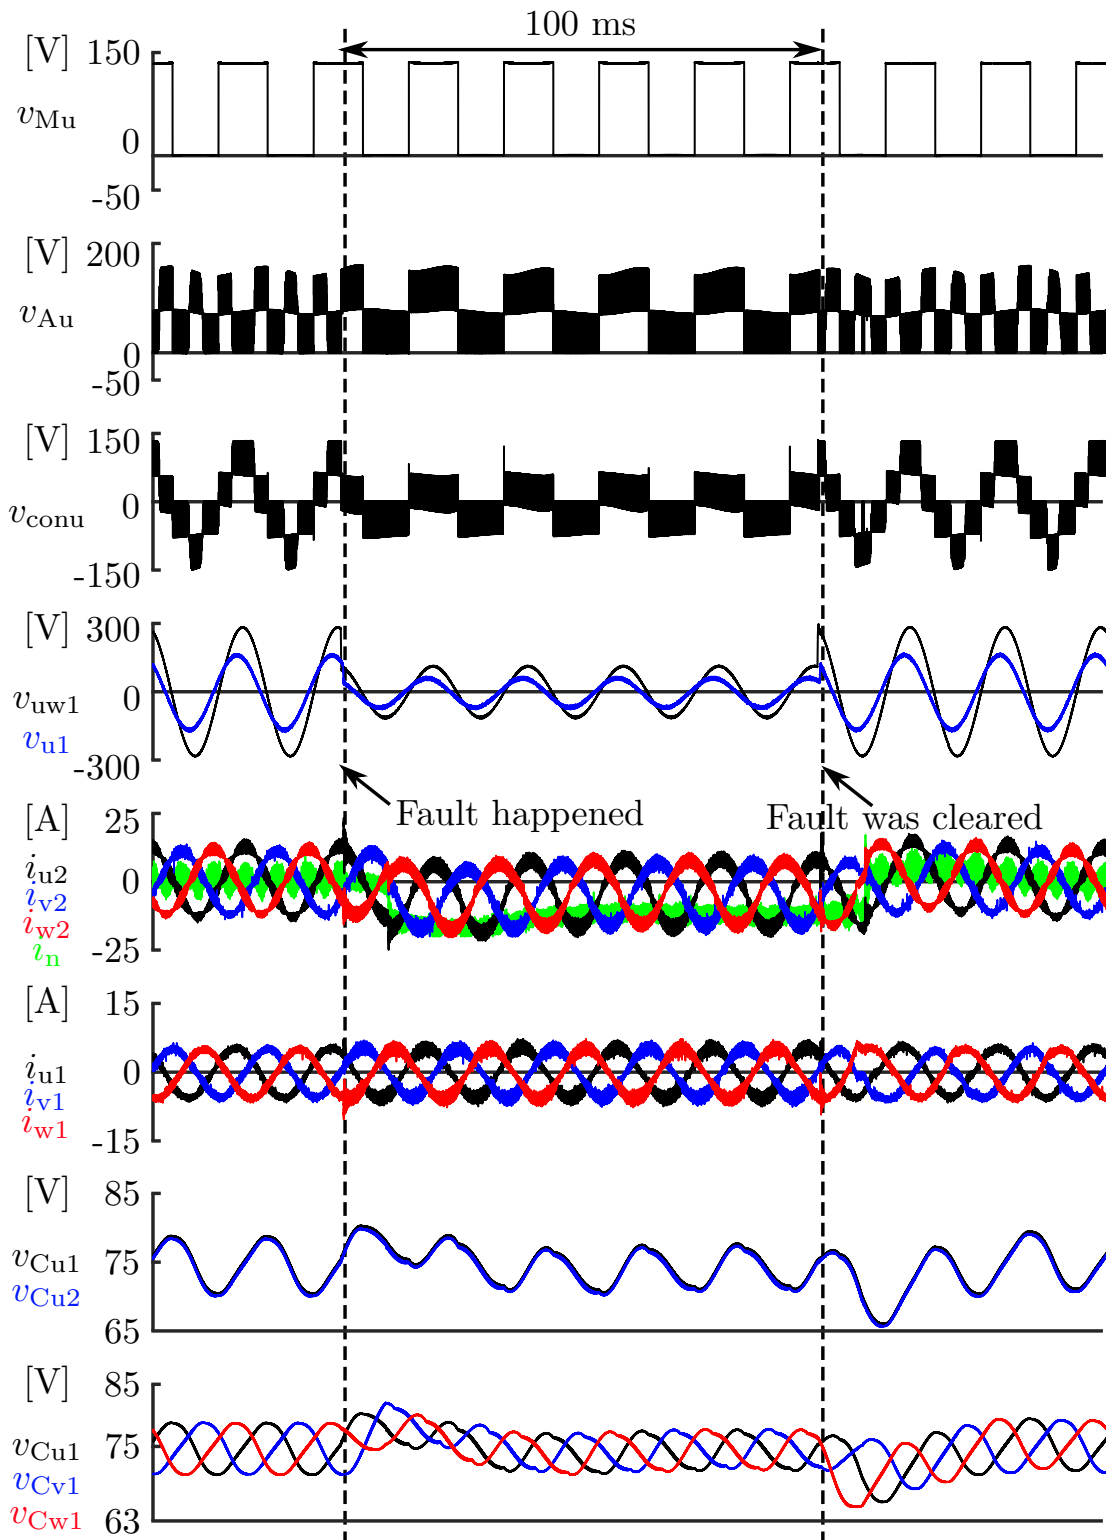 100 ms
[V] 150
vMu
0
-50
[V] 200
vAu
0
-50
[V] 150
0
vconu
-150
[V] 300
vuw1 0
vu1
-300
Fault happened
Fault was cleared
[A] 25
iu2 0
iv2
iw2
in -25
[A] 15
iu1 0
iv1
iw1 -15
[V] 85
vCu1 75
vCu2
65
[V] 85
vCu1 75
vCv1
vCw1 63